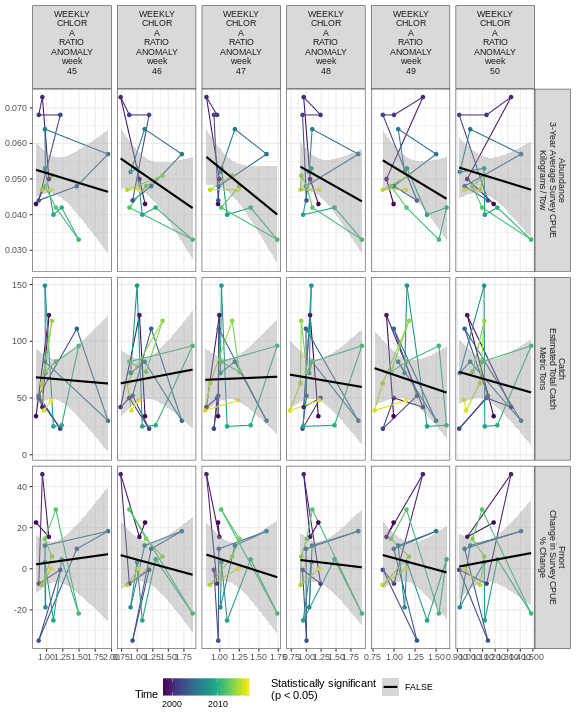 WEEKLY
CHLOR
A
RATIO
ANOMALY
week
45
WEEKLY
CHLOR
A
RATIO
ANOMALY
week
46
WEEKLY
CHLOR
A
RATIO
ANOMALY
week
47
WEEKLY
CHLOR
A
RATIO
ANOMALY
week
48
WEEKLY
CHLOR
A
RATIO
ANOMALY
week
49
WEEKLY
CHLOR
A
RATIO
ANOMALY
week
50
0.070
0.060
0.050
0.040
0.030
Abundance
3-Year Average Survey CPUE
Kilograms / Tow
150
100
50
0
Catch
Estimated Total Catch
Metric Tons
40
20
0
-20
Fmort
Change in Survey CPUE
% Change
1.00 1.25 1.50 1.75 2.00
0.75 1.00 1.25 1.50 1.75
1.00 1.25 1.50 1.75
0.75 1.00 1.25 1.50 1.75
0.75 1.00 1.25 1.50
Time
2000 2010
Statistically significant
(p < 0.05)
FALSE